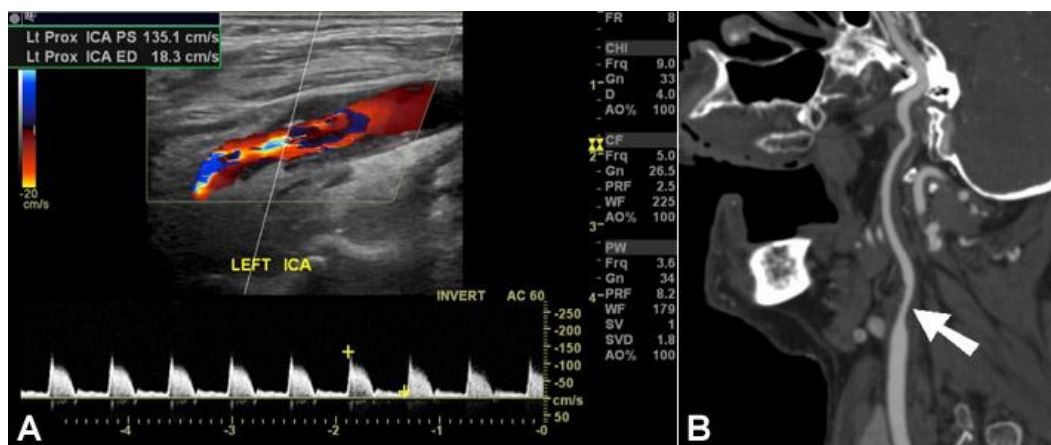 Lt Prox ICA PS 135.1 cm/s
Lt Prox ICA ED 18.3 cm/s
-20
cm/s
LEFT ICA
INVERT AC 60
1
2
3
4
-250
-200
-150
-100
-50
cm/s
50
-4
-3
-2
-1
-0
FR 8
CHI
Frq 9.0
Gn 33
D 4.0
AO% 100
CF
Frq 5.0
Gn 26.5
PRF 2.5
WF 225
AO% 100
PW
Frq 3.6
Gn 34
PRF 8.2
WF 179
SV 1
SVD 1.8
AO% 100
A
B